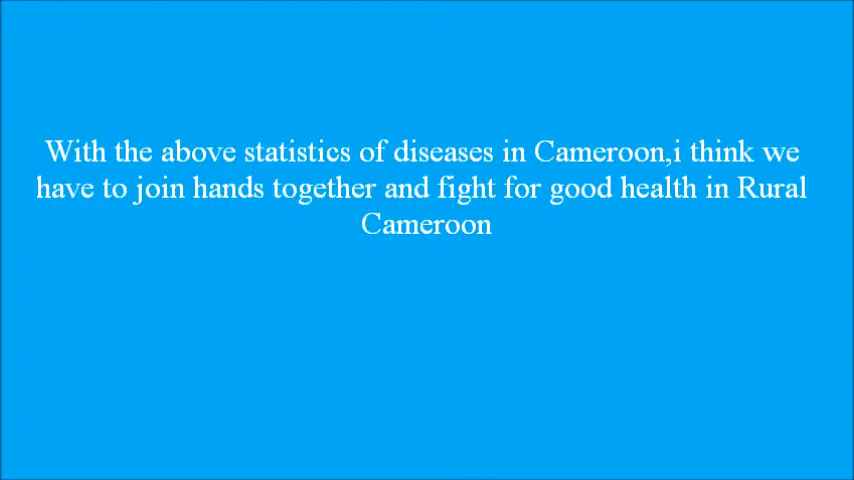 With the above statistics of diseases in Cameroon,i think we
have to join hands together and fight for good health in Rural
Cameroon